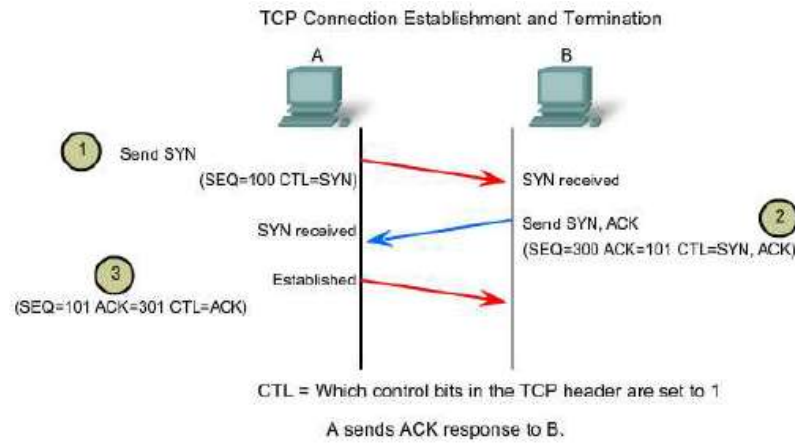 TCP Connection Establishment and Termination
A
B
1
Send SYN
(SEQ=100 CTL=SYN)
SYN received
SYN received
Send SYN, ACK
2
(SEQ=300 ACK=101 CTL=SYN, ACK)
3
Established
(SEQ=101 ACK=301 CTL=ACK)
CTL = Which control bits in the TCP header are set to 1
A sends ACK response to B.